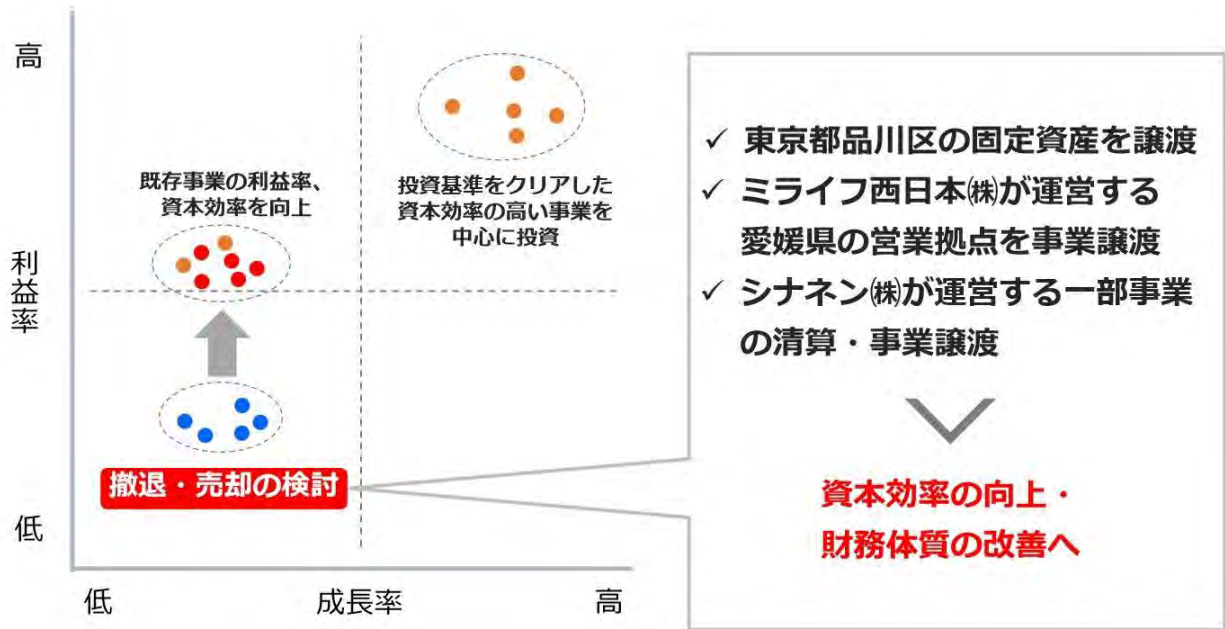 高
既存事業の利益率、
資本効率を向上
投資基準をクリアした
資本効率の高い事業を
中心に投資
利益率
撤退・売却の検討
低
低
成長率
高
✓ 東京都品川区の固定資産を譲渡
✓ ミライフ西日本㈱が運営する
愛媛県の営業拠点を事業譲渡
✓ シナネン㈱が運営する一部事業
の清算・事業譲渡
資本効率の向上・
財務体質の改善へ